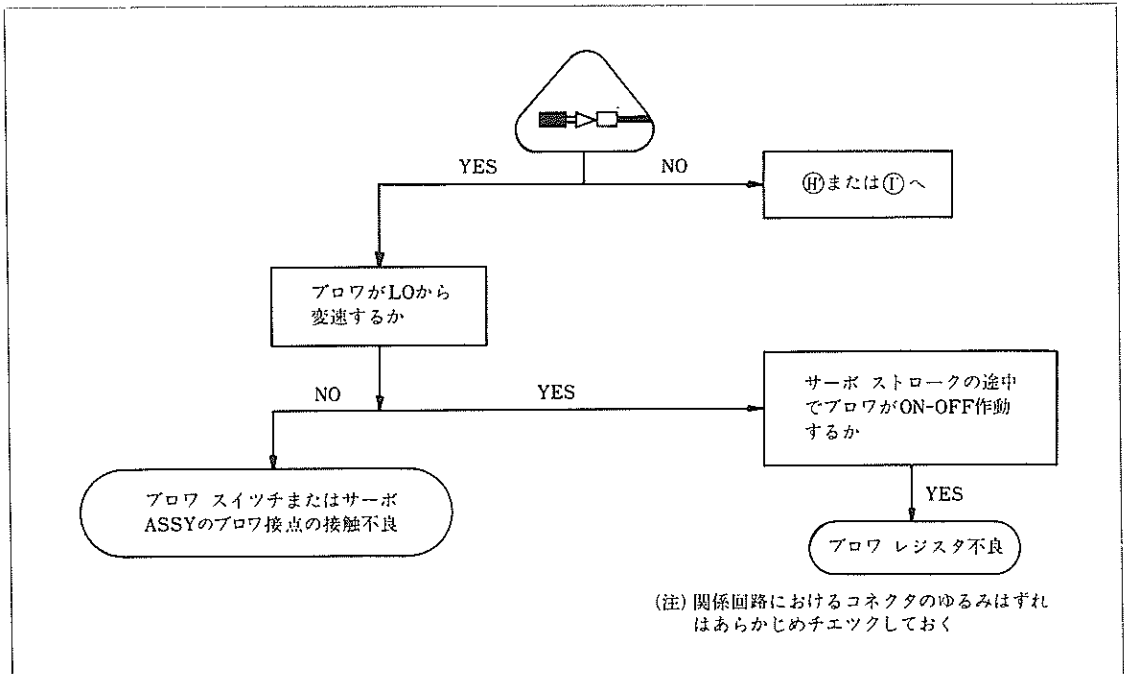 YES
NO
Ⓗ′またはⒾ′へ
ブロワがLOから
変速するか
NO
YES
サーボ ストロークの途中
でブロワがON-OFF作動
するか
YES
ブロワ スイツチまたはサーボ
ASSYのブロワ接点の接触不良
ブロワ レジスタ不良
(注) 関係回路におけるコネクタのゆるみはずれ
はあらかじめチエツクしておく